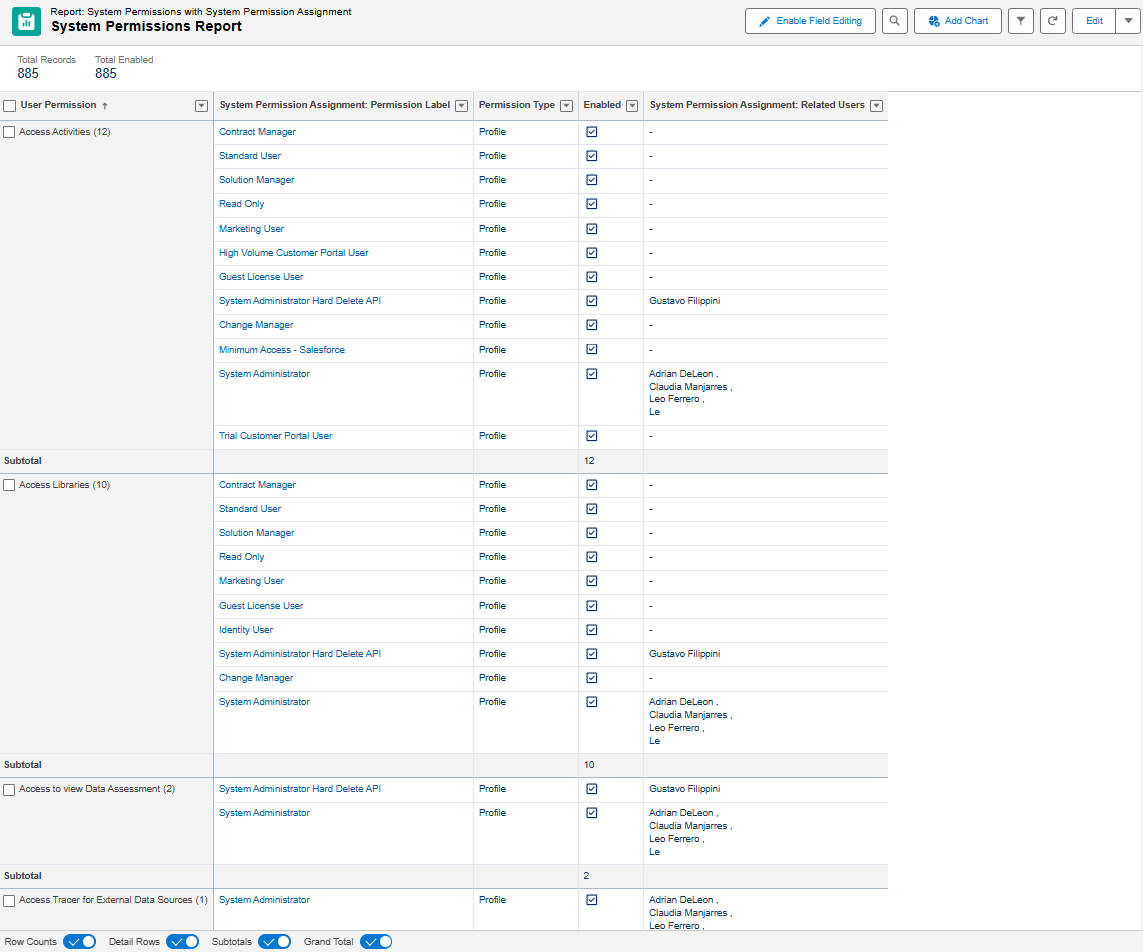 Report: System Permissions with System Permission Assignment
System Permissions Report
Enable Field Editing
Add Chart
Edit
Total Records
885
Total Enabled
885
User Permission ↑ System Permission Assignment: Permission Label Permission Type Enabled System Permission Assignment: Related Users
Access Activities (12) Contract Manager Profile -
Standard User Profile -
Solution Manager Profile -
Read Only Profile -
Marketing User Profile -
High Volume Customer Portal User Profile -
Guest License User Profile -
System Administrator Hard Delete API Profile Gustavo Filippini
Change Manager Profile -
Minimum Access - Salesforce Profile -
System Administrator Profile Adrian DeLeon ,
Claudia Manjarres ,
Leo Ferrero ,
Le
Trial Customer Portal User Profile -
Subtotal 12
Access Libraries (10) Contract Manager Profile -
Standard User Profile -
Solution Manager Profile -
Read Only Profile -
Marketing User Profile -
Guest License User Profile -
Identity User Profile -
System Administrator Hard Delete API Profile Gustavo Filippini
Change Manager Profile -
System Administrator Profile Adrian DeLeon ,
Claudia Manjarres ,
Leo Ferrero ,
Le
Subtotal 10
Access to view Data Assessment (2) System Administrator Hard Delete API Profile Gustavo Filippini
System Administrator Profile Adrian DeLeon ,
Claudia Manjarres ,
Leo Ferrero ,
Le
Subtotal 2
Access Tracer for External Data Sources (1) System Administrator Profile Adrian DeLeon ,
Claudia Manjarres ,
Leo Ferrero ,
Row Counts Detail Rows Subtotals Grand Total